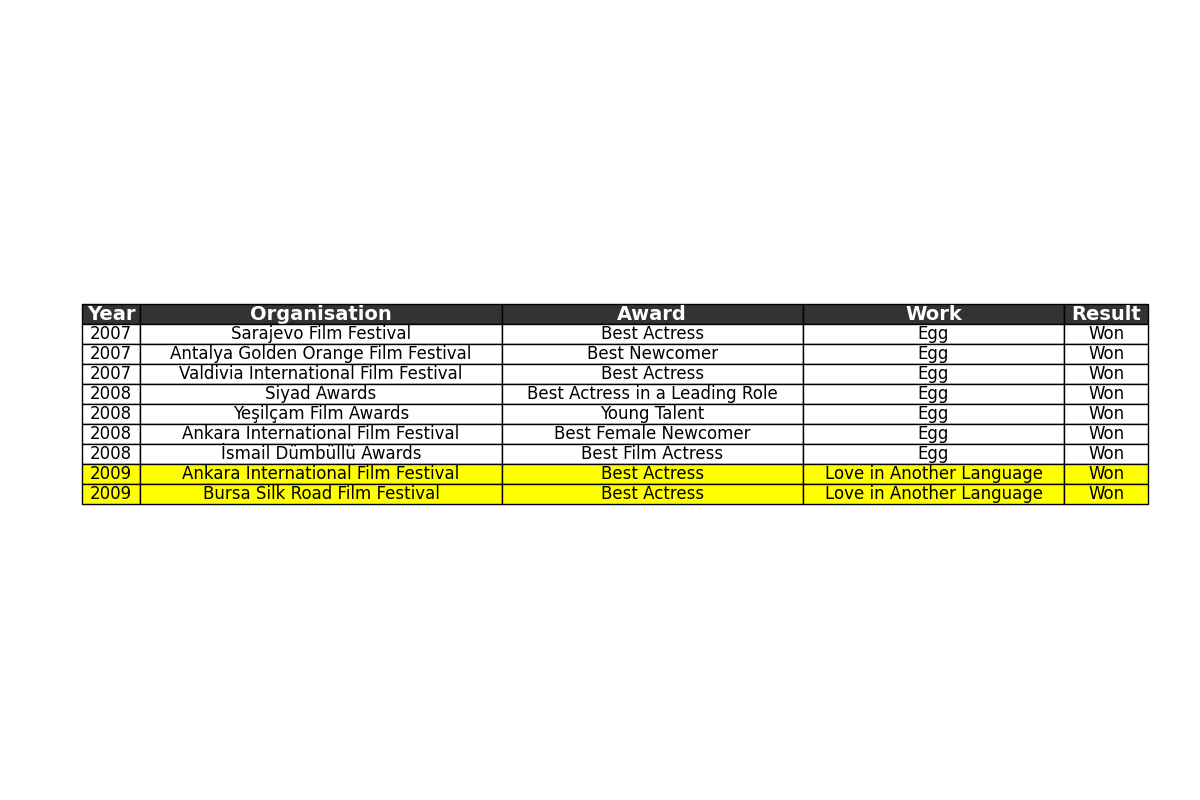 Year Organisation Award Work Result
2007 Sarajevo Film Festival Best Actress Egg Won
2007 Antalya Golden Orange Film Festival Best Newcomer Egg Won
2007 Valdivia International Film Festival Best Actress Egg Won
2008 Siyad Awards Best Actress in a Leading Role Egg Won
2008 Yeşilçam Film Awards Young Talent Egg Won
2008 Ankara International Film Festival Best Female Newcomer Egg Won
2008 İsmail Dümbüllü Awards Best Film Actress Egg Won
2009 Ankara International Film Festival Best Actress Love in Another Language Won
2009 Bursa Silk Road Film Festival Best Actress Love in Another Language Won